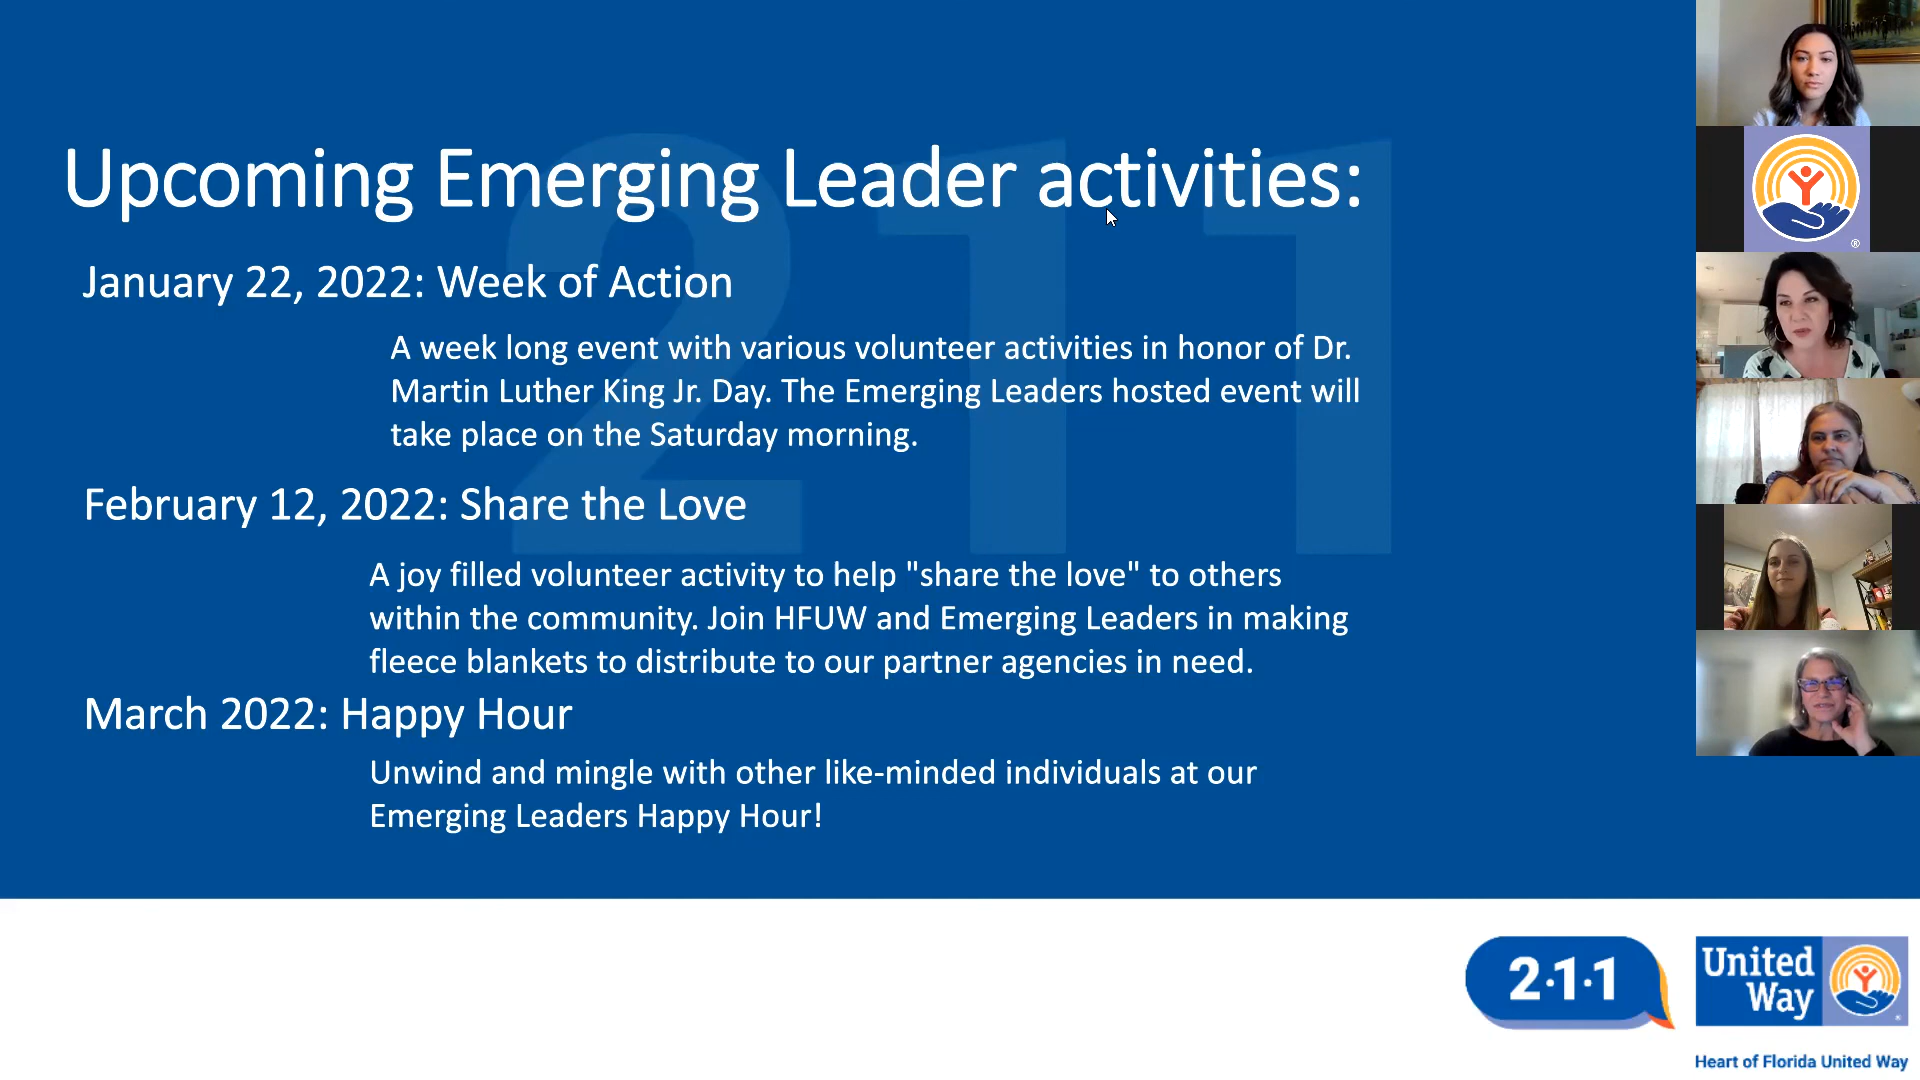 211
Upcoming Emerging Leader activities:
January 22, 2022: Week of Action
A week long event with various volunteer activities in honor of Dr.
Martin Luther King Jr. Day. The Emerging Leaders hosted event will
take place on the Saturday morning.
February 12, 2022: Share the Love
A joy filled volunteer activity to help "share the love" to others
within the community. Join HFUW and Emerging Leaders in making
fleece blankets to distribute to our partner agencies in need.
March 2022: Happy Hour
Unwind and mingle with other like-minded individuals at our
Emerging Leaders Happy Hour!
®
2·1·1
United
Way
Heart of Florida United Way